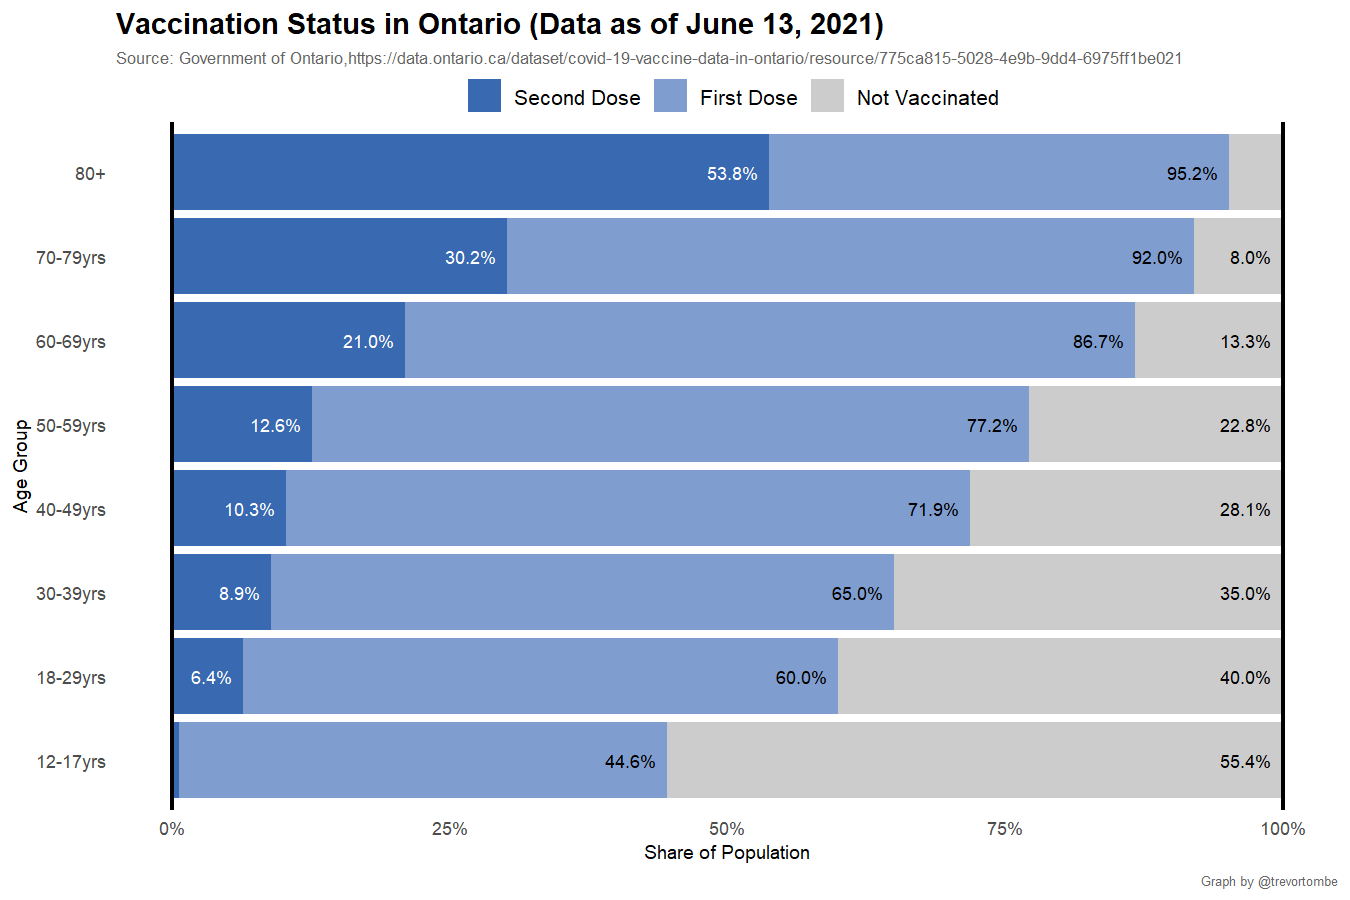 Vaccination Status in Ontario (Data as of June 13, 2021)
Source: Government of Ontario,https://data.ontario.ca/dataset/covid-19-vaccine-data-in-ontario/resource/775ca815-5028-4e9b-9dd4-6975ff1be021
Second Dose First Dose Not Vaccinated
80+ 53.8% 95.2%
70-79yrs 30.2% 92.0% 8.0%
60-69yrs 21.0% 86.7% 13.3%
50-59yrs 12.6% 77.2% 22.8%
Age Group
40-49yrs 10.3% 71.9% 28.1%
30-39yrs 8.9% 65.0% 35.0%
18-29yrs 6.4% 60.0% 40.0%
12-17yrs 44.6% 55.4%
0% 25% 50% 75% 100%
Share of Population
Graph by @trevortombe